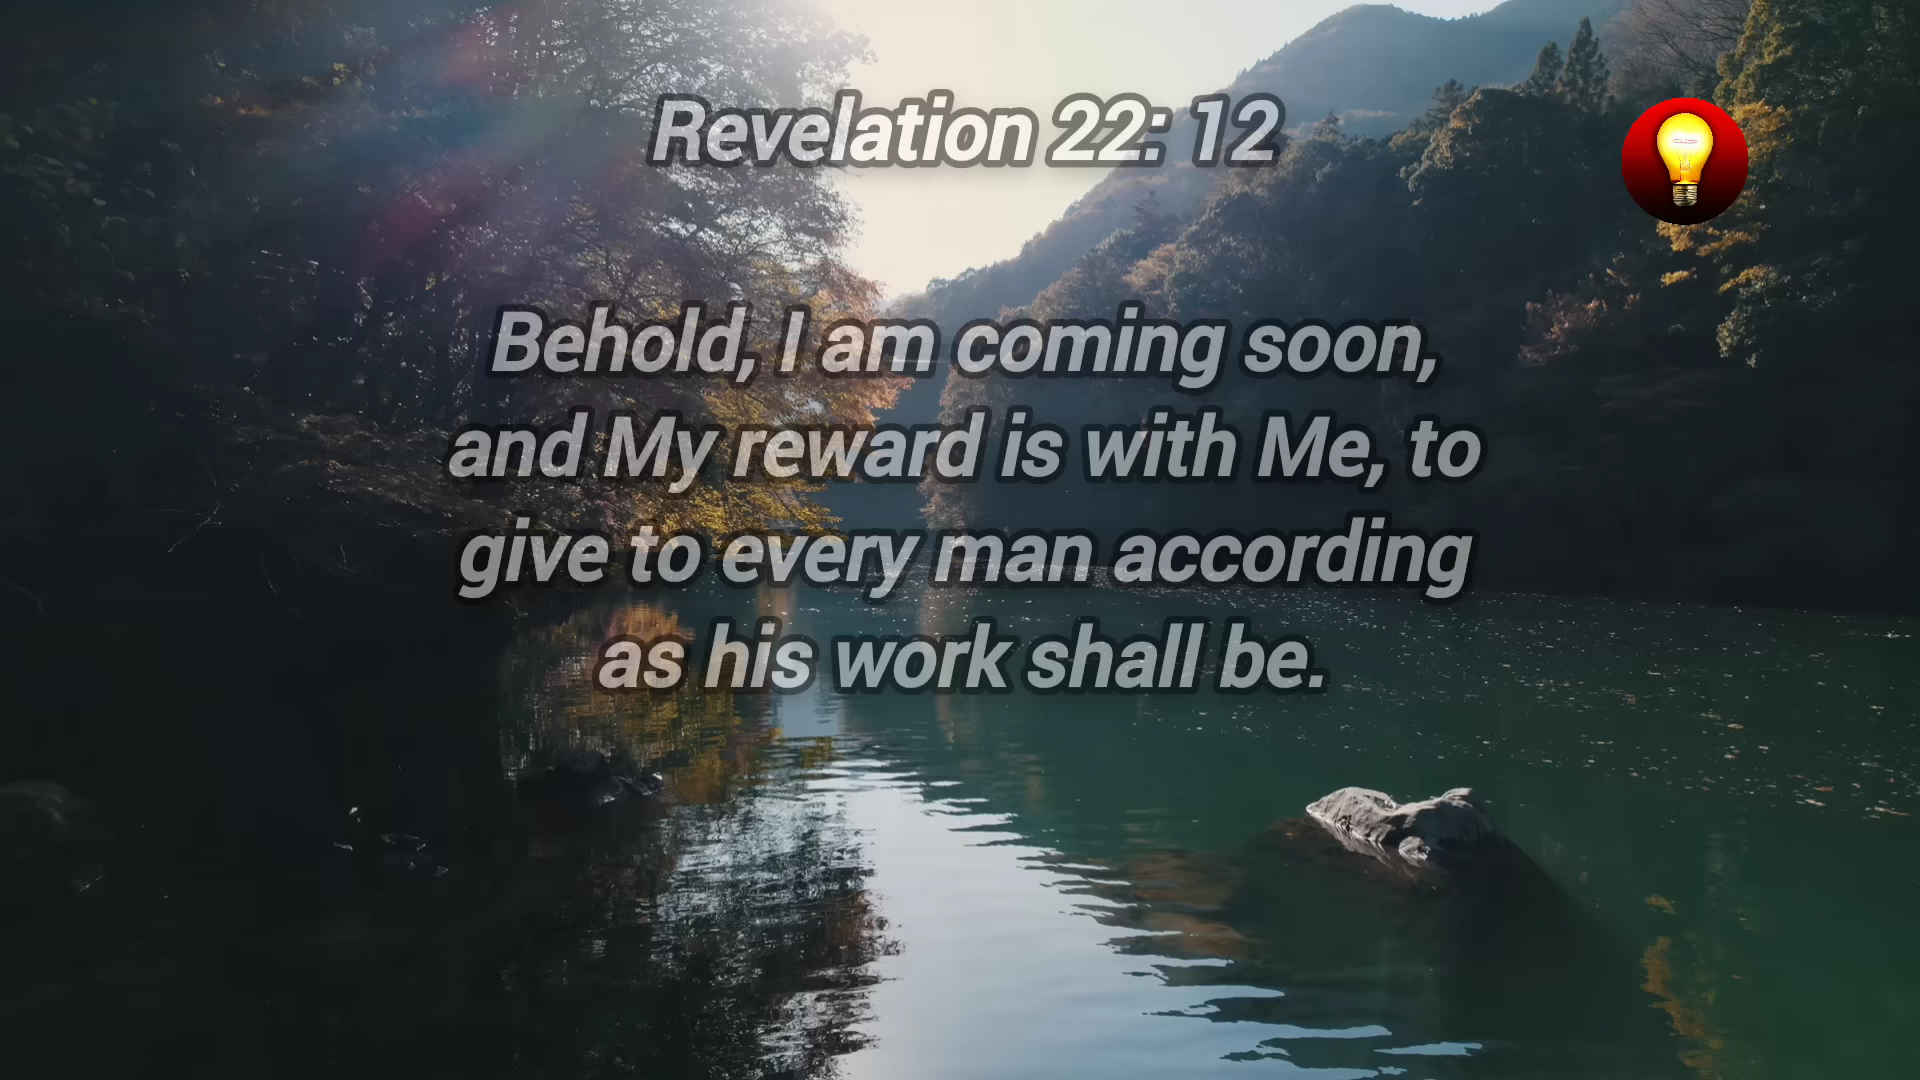 Revelation 22: 12
Behold, I am coming soon,
and My reward is with Me, to
give to every man according
as his work shall be.